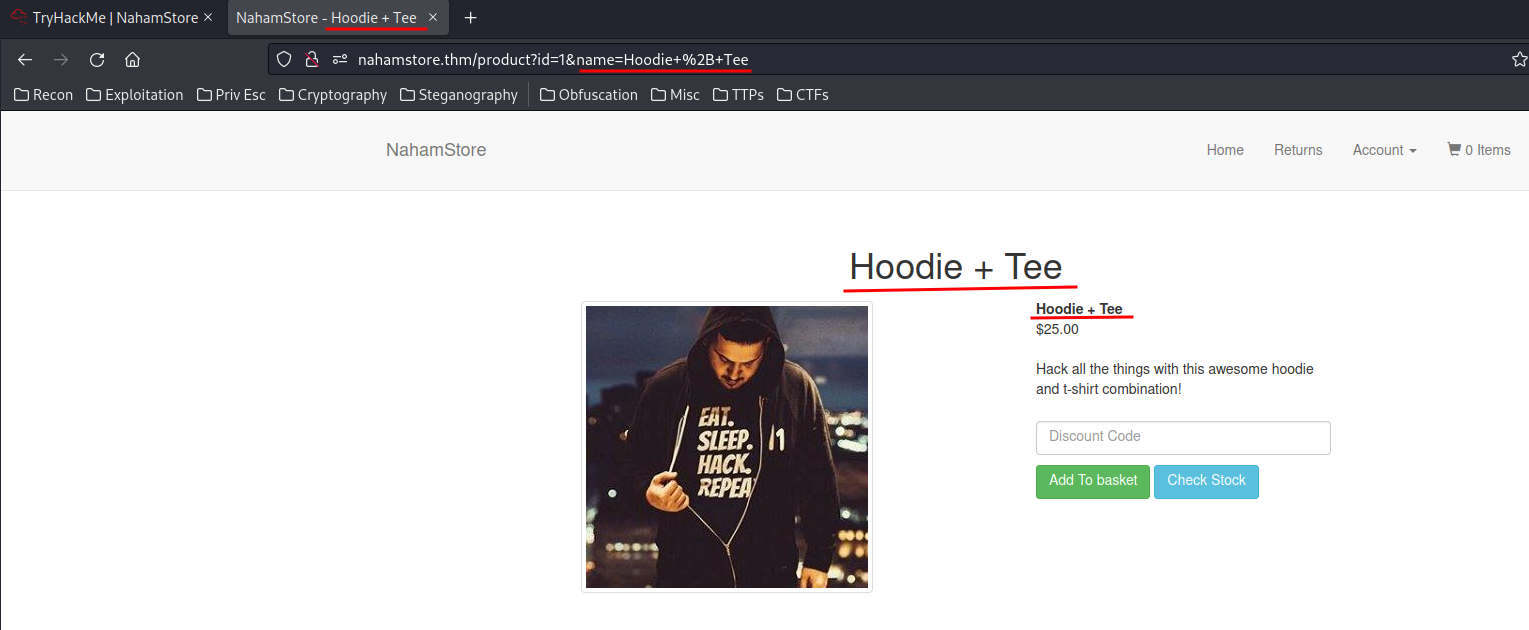 TryHackMe | NahamStore × NahamStore - Hoodie + Tee × +
nahamstore.thm/product?id=1&name=Hoodie+%2B+Tee
Recon Exploitation Priv Esc Cryptography Steganography Obfuscation Misc TTPs CTFs
NahamStore Home Returns Account 0 Items
Hoodie + Tee
EAT.
SLEEP.
HACK.
REPEA
Hoodie + Tee
$25.00
Hack all the things with this awesome hoodie
and t-shirt combination!
Discount Code
Add To basket Check Stock